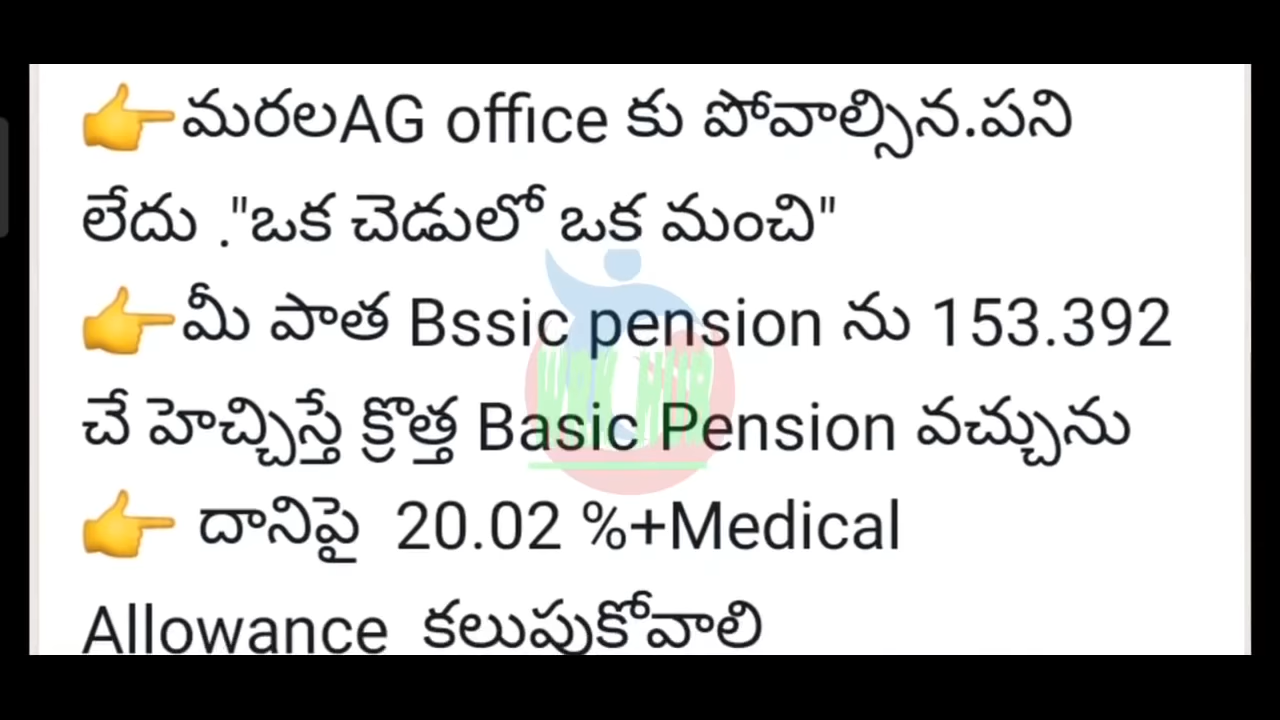 👉మరలAG office కు పోవాల్సిన.పని
లేదు ."ఒక చెడులో ఒక మంచి"
👉మీ పాత Bssic pension ను 153.392
చే హెచ్చిస్తే క్రొత్త Basic Pension వచ్చును
👉 దానిపై 20.02 %+Medical
Allowance కలుపుకోవాలి